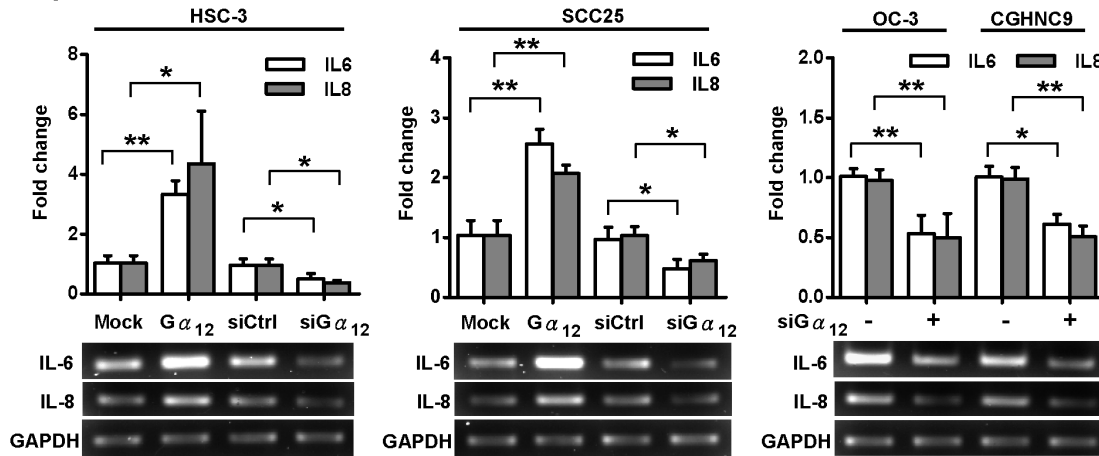 HSC-3
SCC25
OC-3 CGHNC9
8
6
4
2
0
Fold change
IL6
IL8
*
**
*
*
Mock Gα12 siCtrl siGα12
IL-6
IL-8
GAPDH
4
3
2
1
0
Fold change
IL6
IL8
**
**
*
*
Mock Gα12 siCtrl siGα12
IL-6
IL-8
GAPDH
2.0
1.5
1.0
0.5
0.0
Fold change
IL6 IL8
** **
** *
siGα12 - + - +
IL-6
IL-8
GAPDH